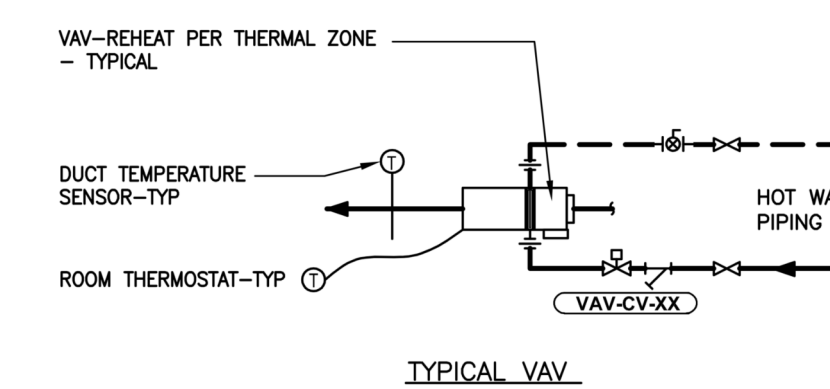 VAV-REHEAT PER THERMAL ZONE
- TYPICAL
DUCT TEMPERATURE
SENSOR-TYP
T
HOT WA
PIPING
ROOM THERMOSTAT-TYP T
VAV-CV-XX
TYPICAL VAV